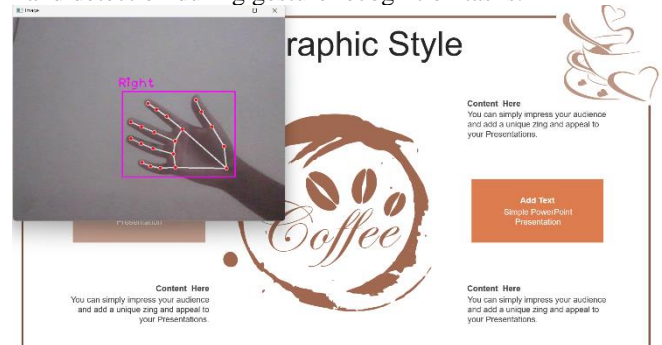 Image
Right
raphic Style
Content Here
You can simply impress your audience
and add a unique zing and appeal to
your Presentations.
Presentation
Coffee
Add Text
Simple PowerPoint
Presentation
Content Here
You can simply impress your audience
and add a unique zing and appeal to
your Presentations.
Content Here
You can simply impress your audience
and add a unique zing and appeal to
your Presentations.